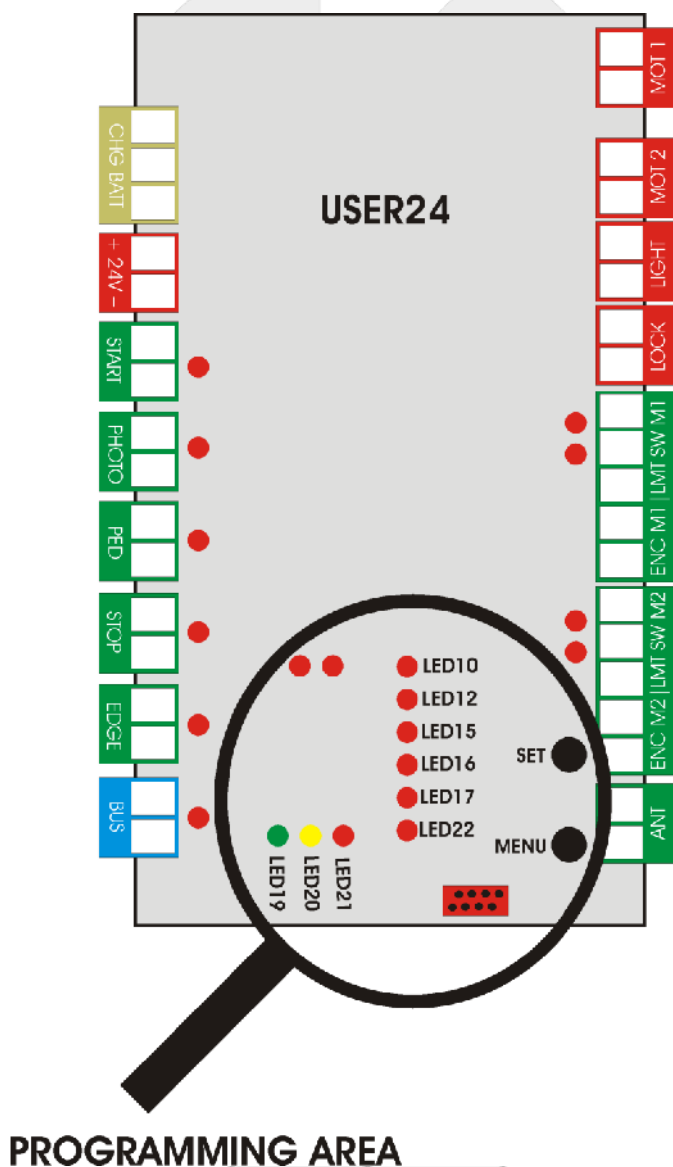 MOT 1
CHG BATT
MOT 2
USER24
LIGHT
+ 24V –
START
LOCK
PHOTO
ENC M1 | LMT SW M1
PED
STOP
ENC M2 | LMT SW M2
LED10
EDGE
LED12
LED15
SET
LED16
BUS
LED17
ANT
LED22
MENU
LED19
LED20
LED21
PROGRAMMING AREA